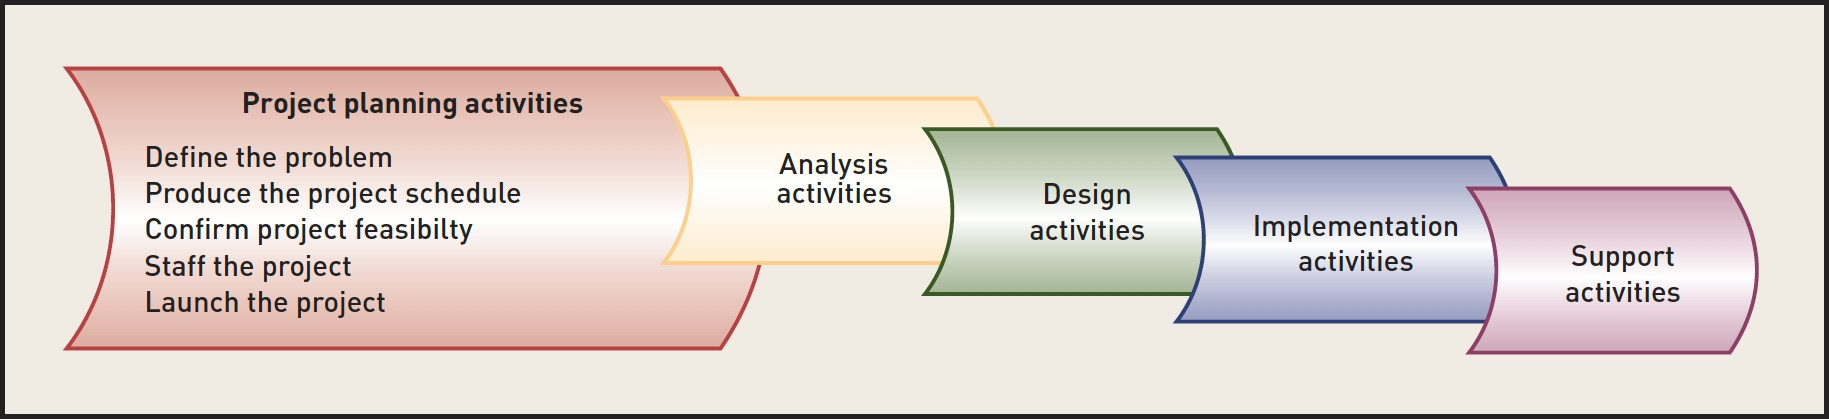 Project planning activities
Define the problem
Produce the project schedule
Confirm project feasibilty
Staff the project
Launch the project
Analysis
activities
Design
activities
Implementation
activities
Support
activities